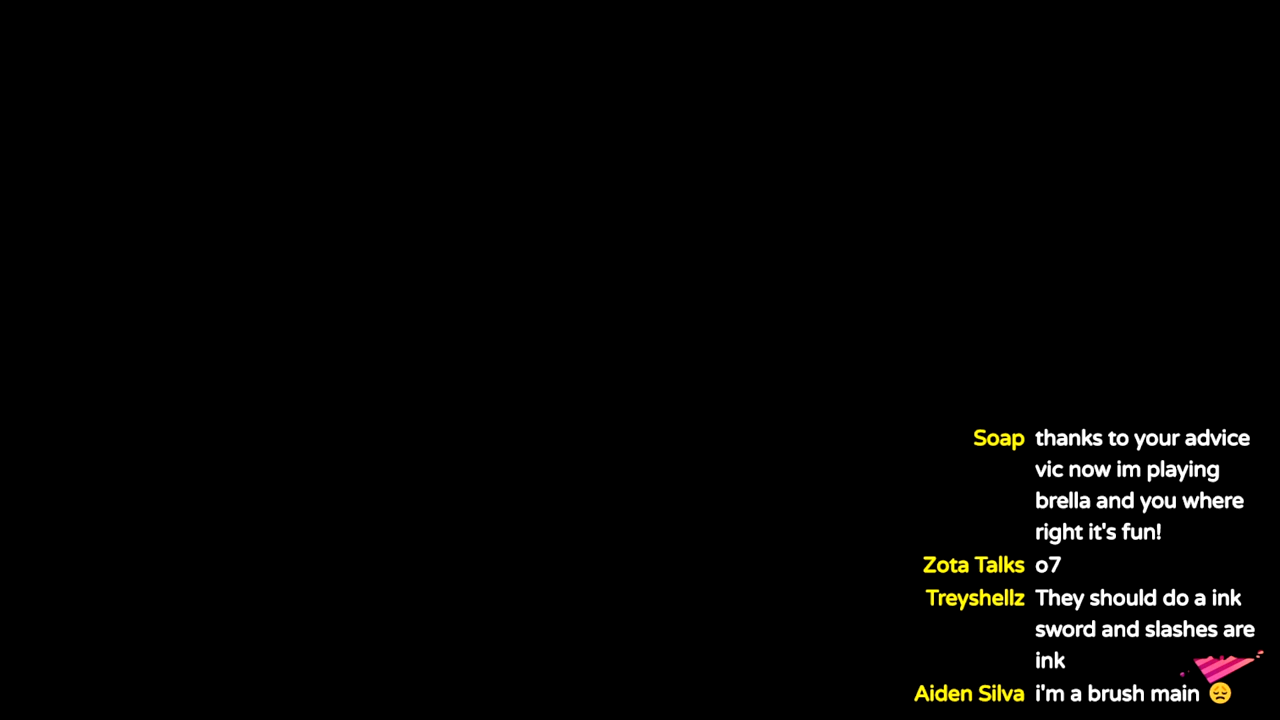 Soap thanks to your advice
vic now im playing
brella and you where
right it's fun!
Zota Talks o7
Treyshellz They should do a ink
sword and slashes are
ink
Aiden Silva i'm a brush main 😞